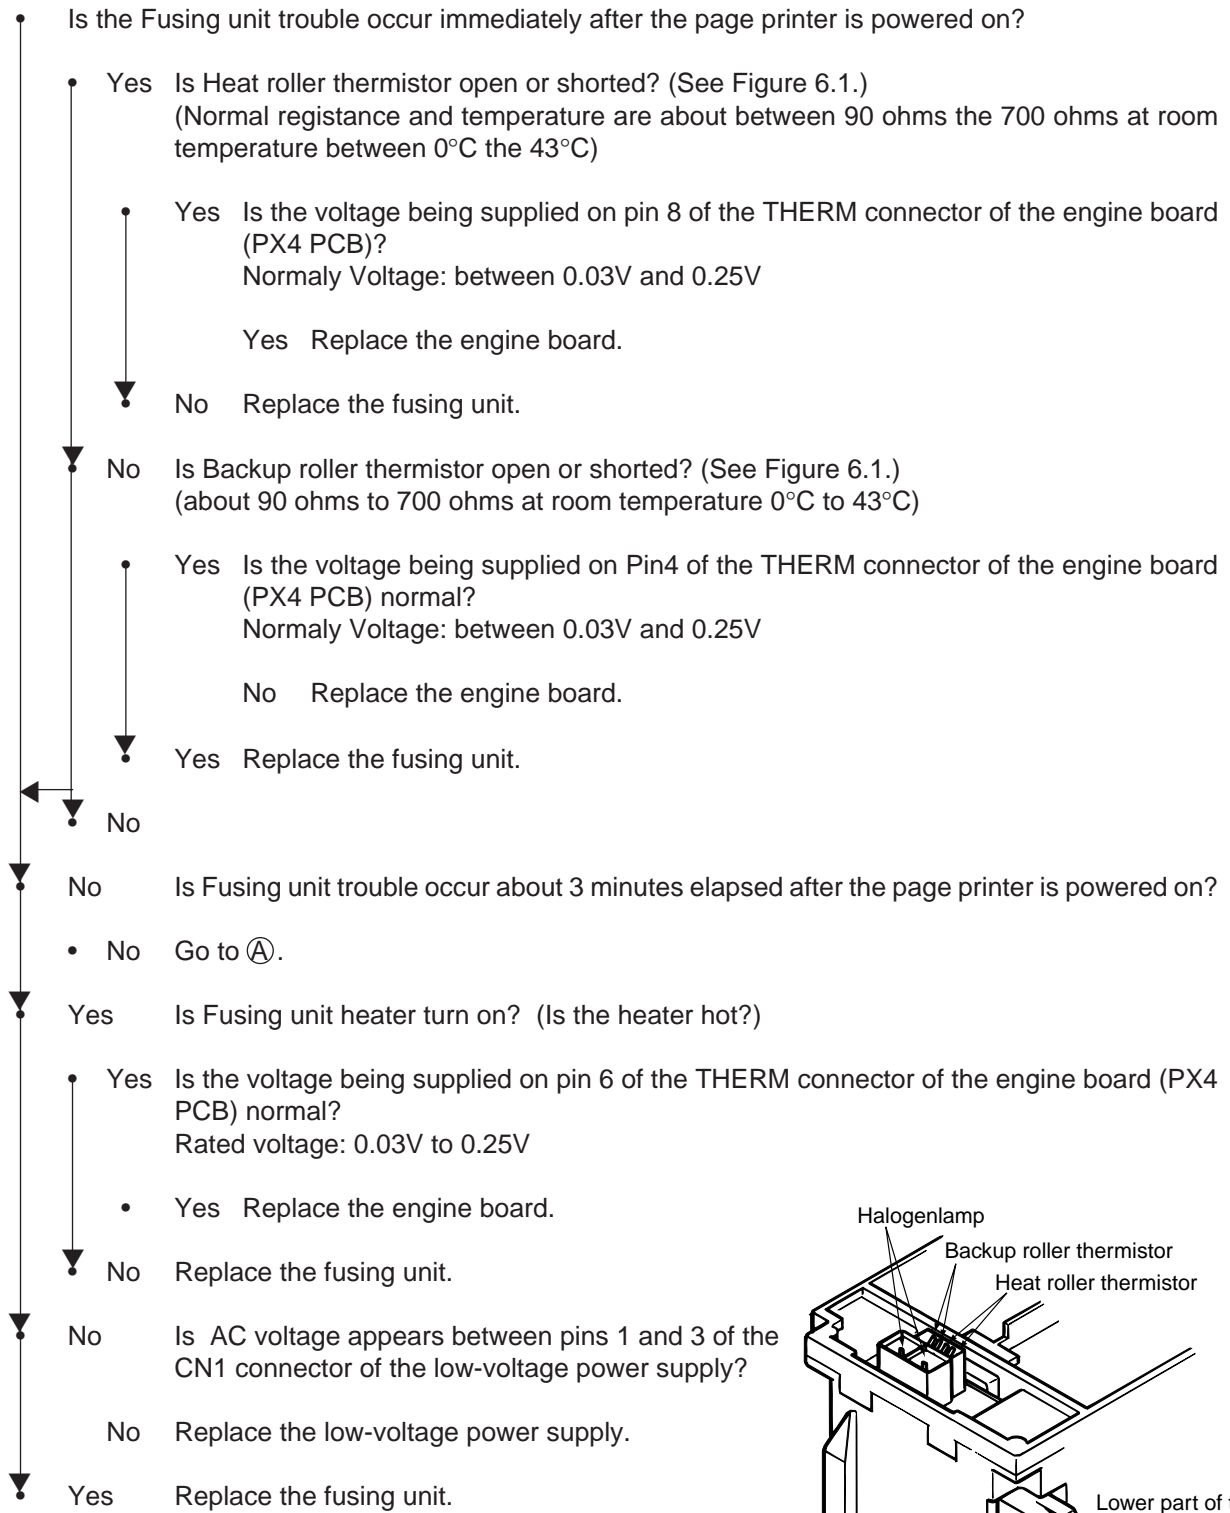 Is the Fusing unit trouble occur immediately after the page printer is powered on?
Yes Is Heat roller thermistor open or shorted? (See Figure 6.1.)
(Normal registance and temperature are about between 90 ohms the 700 ohms at room
temperature between 0°C the 43°C)
Yes Is the voltage being supplied on pin 8 of the THERM connector of the engine board
(PX4 PCB)?
Normaly Voltage: between 0.03V and 0.25V
Yes Replace the engine board.
No Replace the fusing unit.
No Is Backup roller thermistor open or shorted? (See Figure 6.1.)
(about 90 ohms to 700 ohms at room temperature 0°C to 43°C)
Yes Is the voltage being supplied on Pin4 of the THERM connector of the engine board
(PX4 PCB) normal?
Normaly Voltage: between 0.03V and 0.25V
No Replace the engine board.
Yes Replace the fusing unit.
No
No Is Fusing unit trouble occur about 3 minutes elapsed after the page printer is powered on?
• No Go to Ⓐ.
Yes Is Fusing unit heater turn on? (Is the heater hot?)
Yes Is the voltage being supplied on pin 6 of the THERM connector of the engine board (PX4
PCB) normal?
Rated voltage: 0.03V to 0.25V
• Yes Replace the engine board.
No Replace the fusing unit.
No Is AC voltage appears between pins 1 and 3 of the
CN1 connector of the low-voltage power supply?
No Replace the low-voltage power supply.
Yes Replace the fusing unit.
Halogenlamp
Backup roller thermistor
Heat roller thermistor
Lower part of